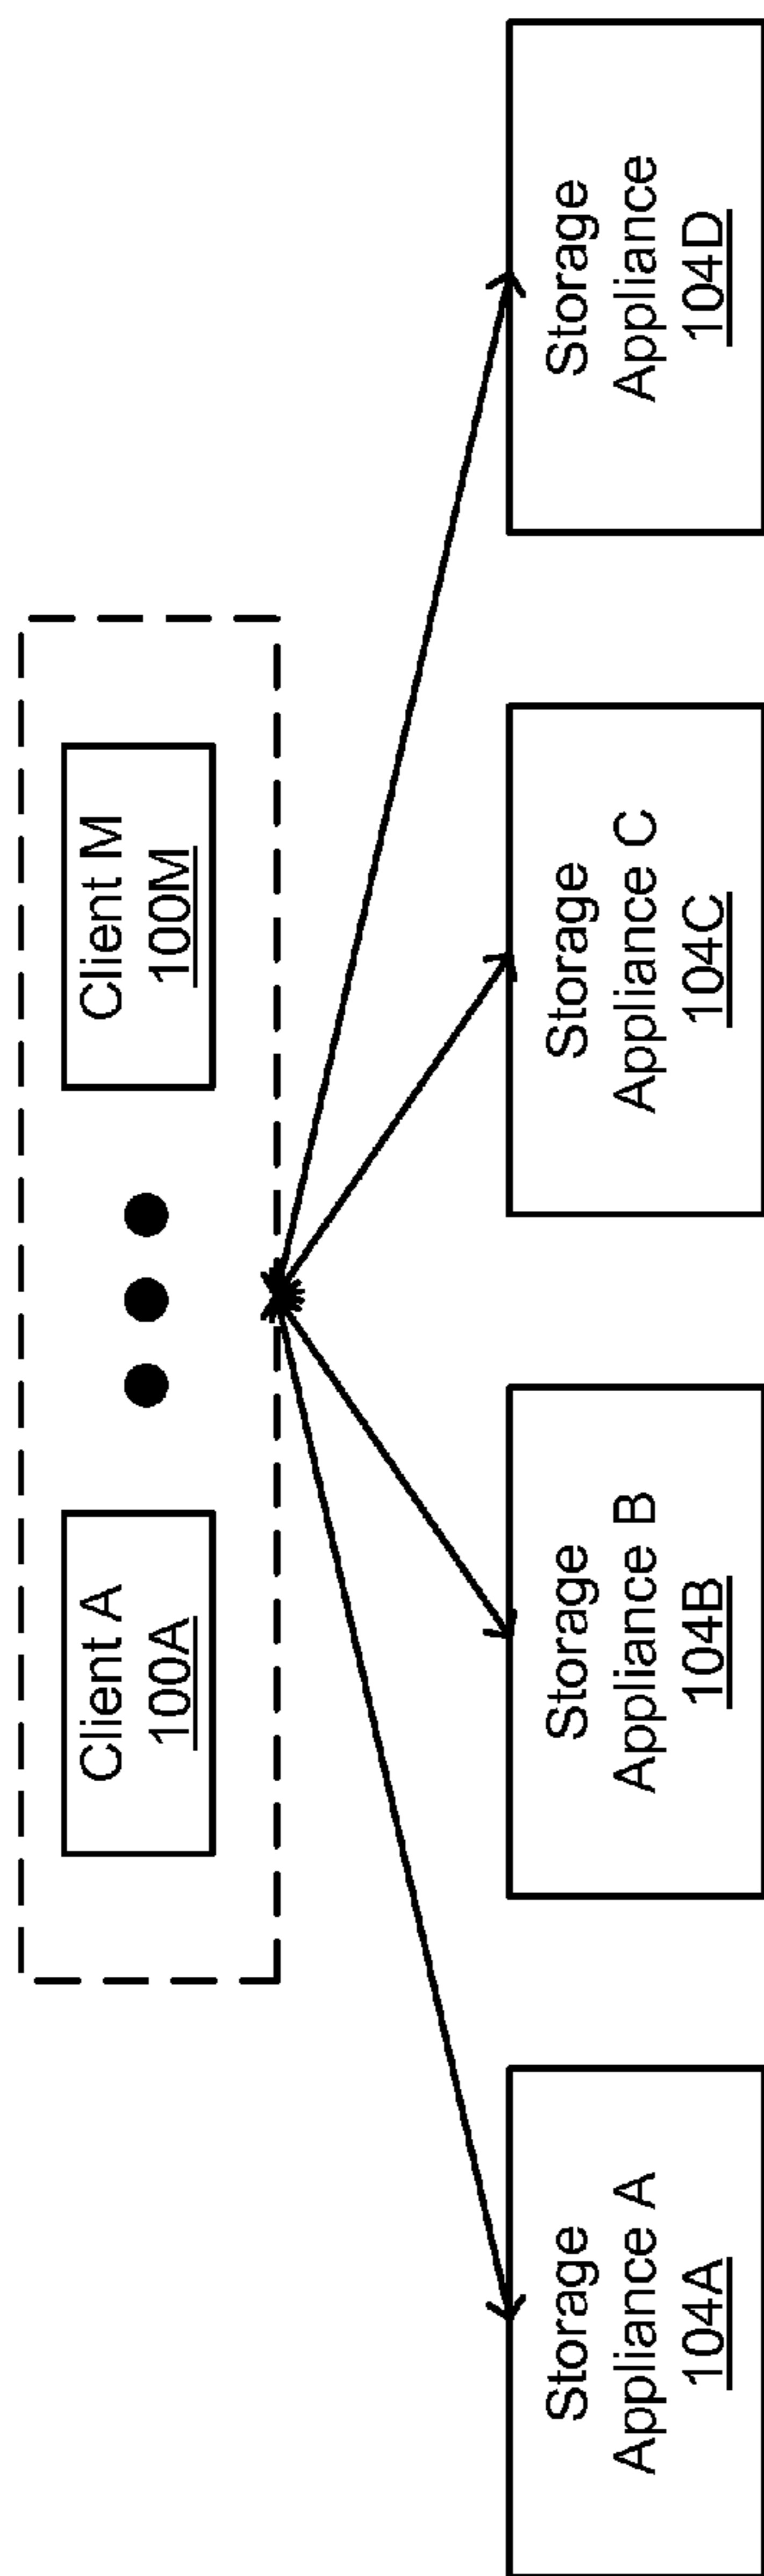 Client A
100A
Client M
100M
Storage
Appliance A
104A
Storage
Appliance B
104B
Storage
Appliance C
104C
Storage
Appliance
104D